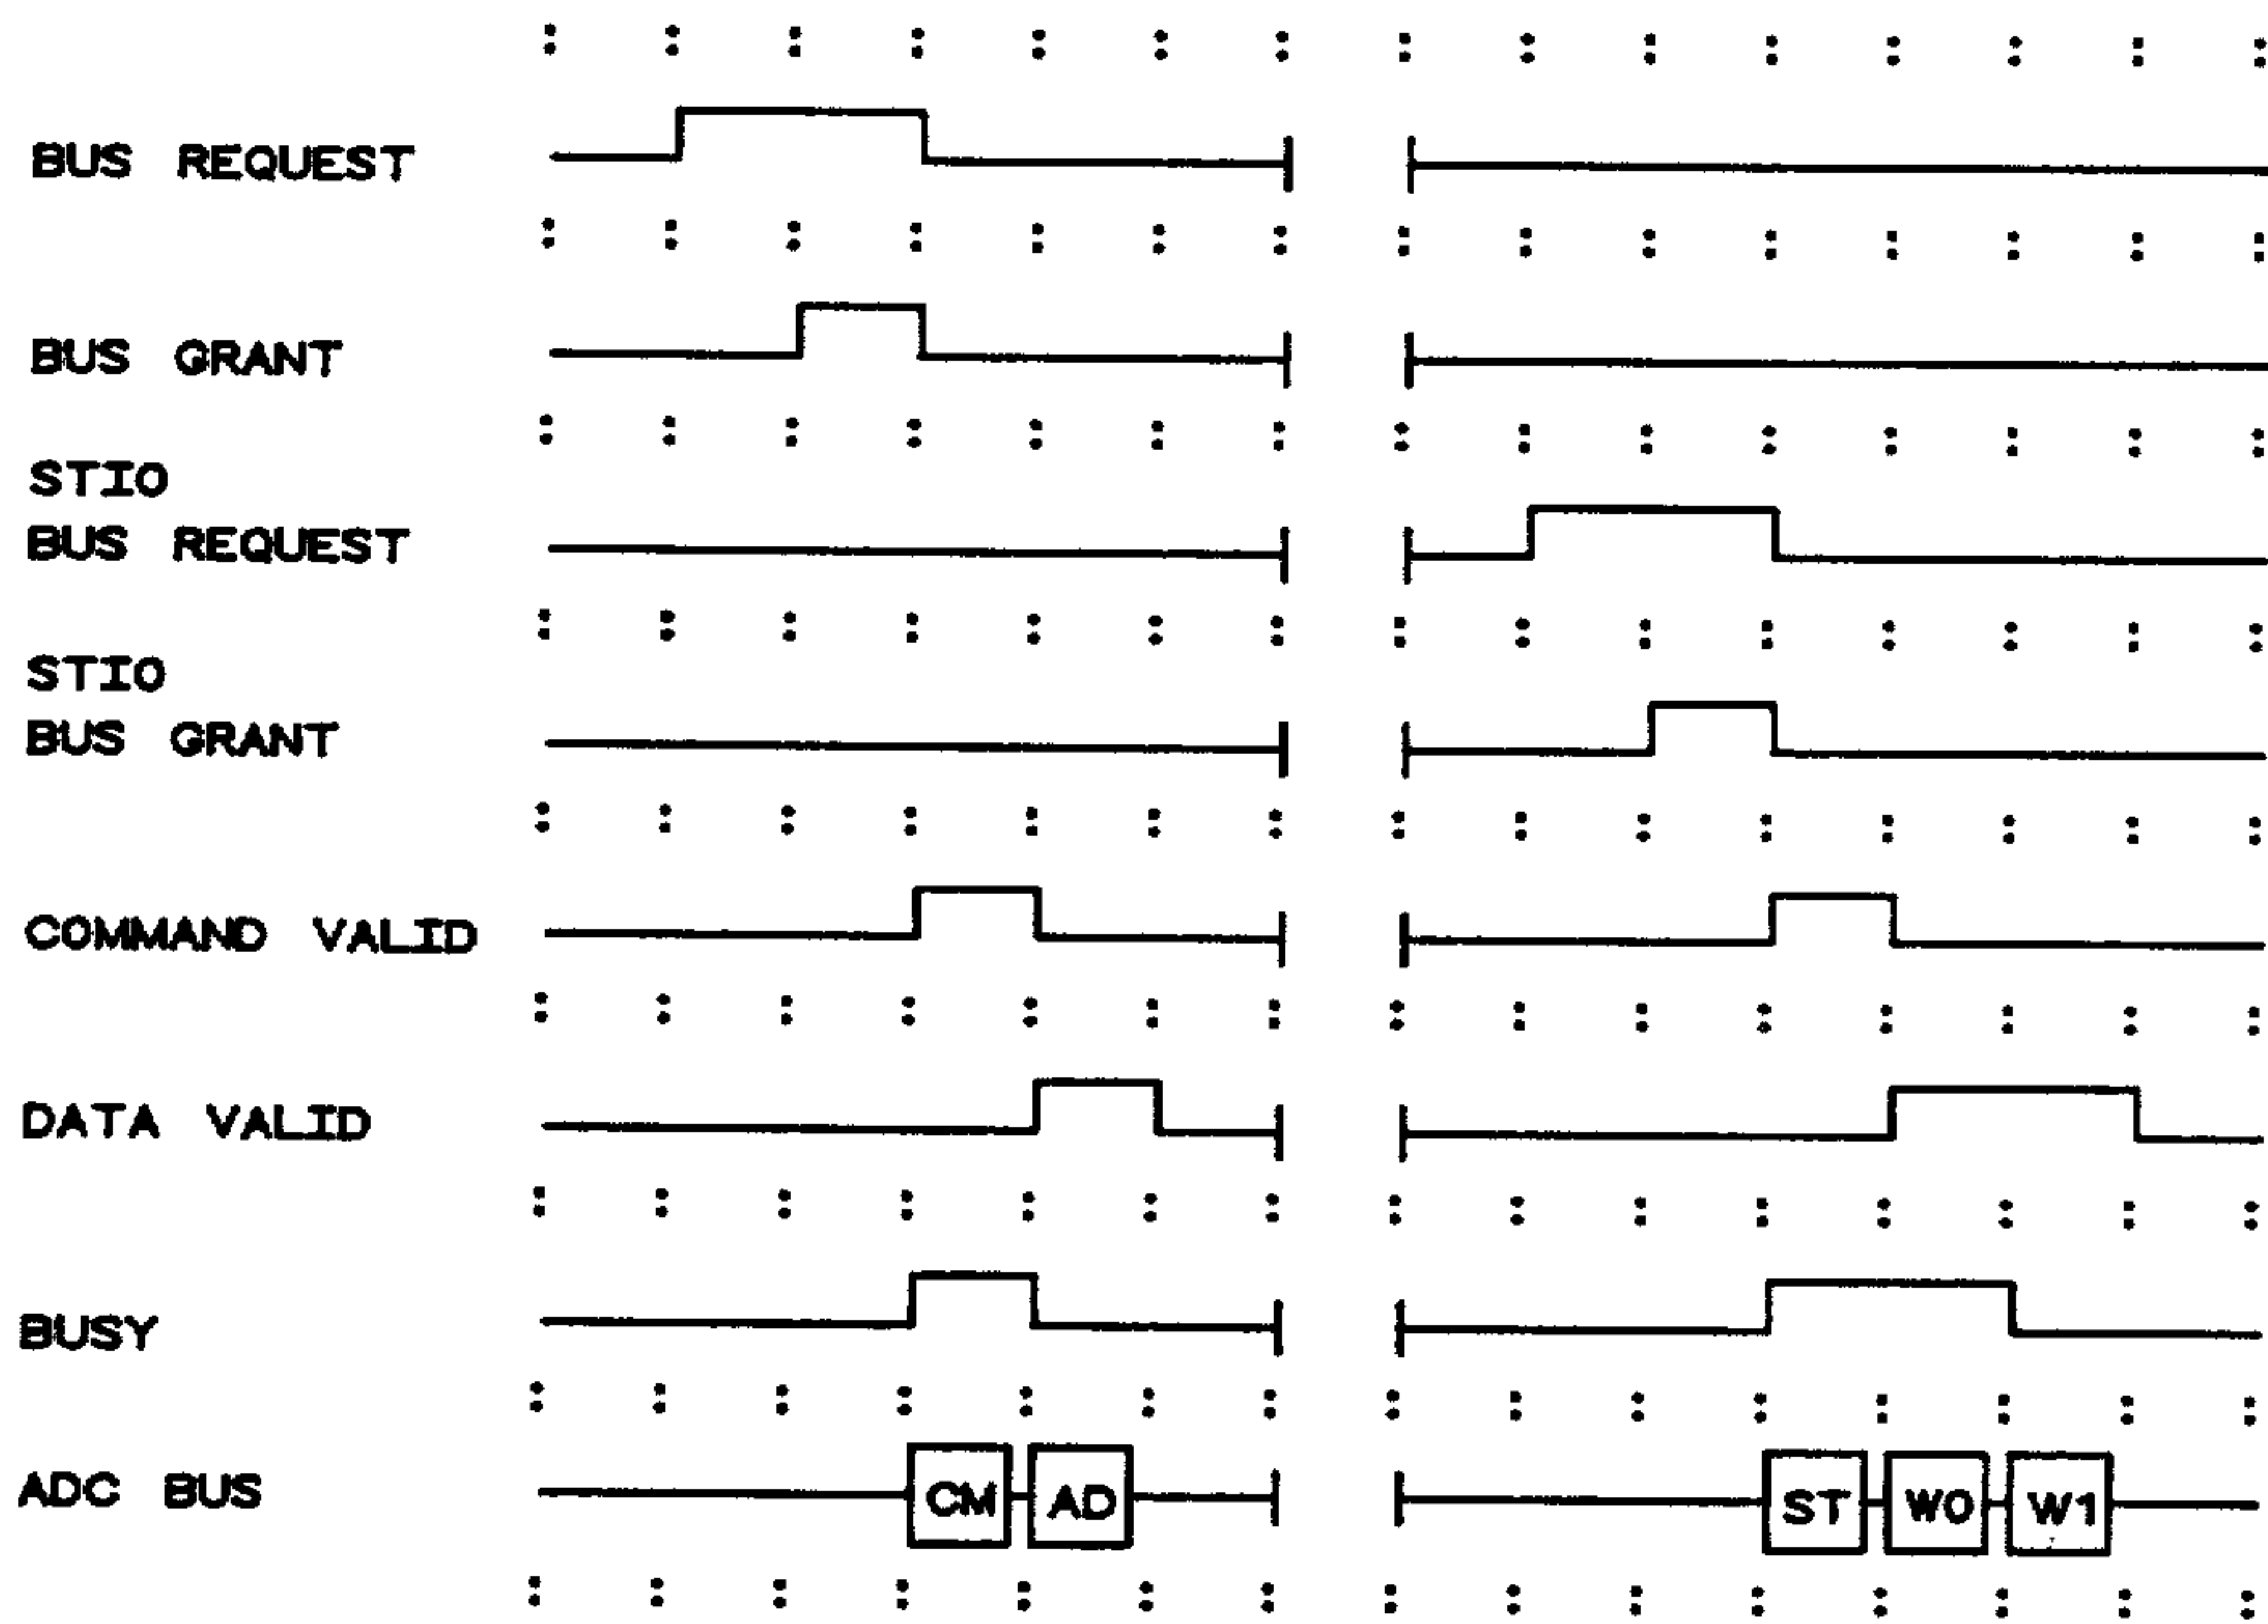 BUS REQUEST
BUS GRANT
STIO
BUS REQUEST
STIO
BUS GRANT
COMMAND VALID
DATA VALID
BUSY
ADC BUS
CM AD ST W0 W1